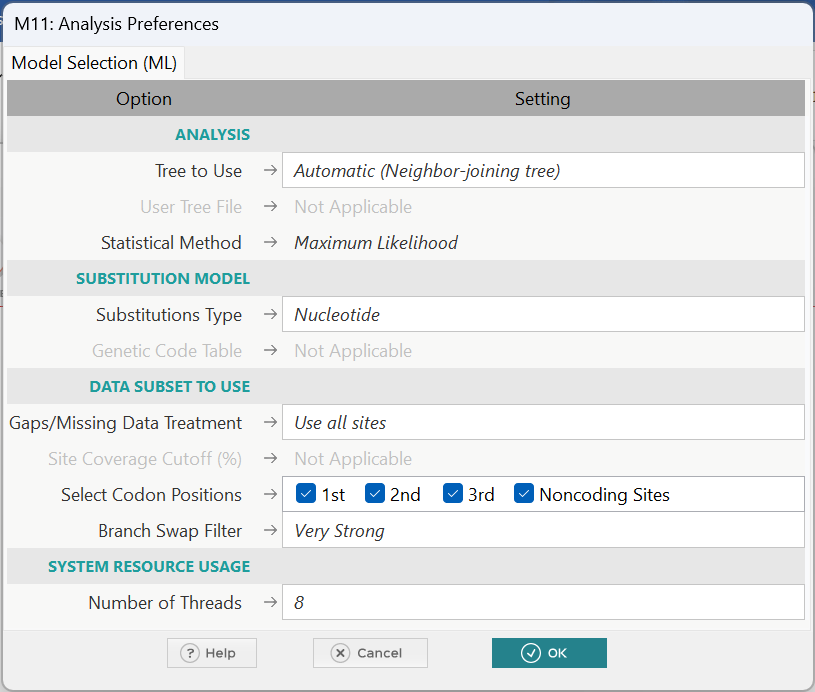 M11: Analysis Preferences
Model Selection (ML)
Option Setting
ANALYSIS
Tree to Use → Automatic (Neighbor-joining tree)
User Tree File → Not Applicable
Statistical Method → Maximum Likelihood
SUBSTITUTION MODEL
Substitutions Type → Nucleotide
Genetic Code Table → Not Applicable
DATA SUBSET TO USE
Gaps/Missing Data Treatment → Use all sites
Site Coverage Cutoff (%) → Not Applicable
Select Codon Positions → 1st 2nd 3rd Noncoding Sites
Branch Swap Filter → Very Strong
SYSTEM RESOURCE USAGE
Number of Threads → 8
? Help Cancel OK